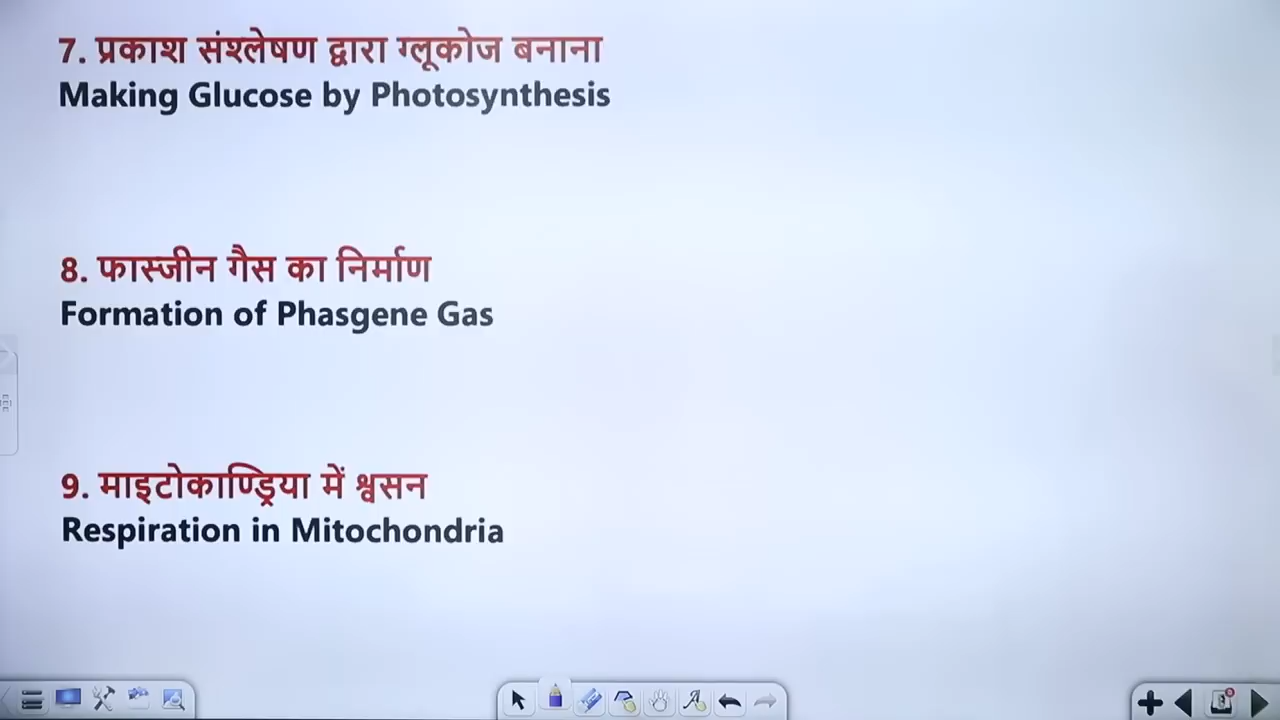 7. प्रकाश संश्लेषण द्वारा ग्लूकोज बनाना
Making Glucose by Photosynthesis
8. फास्जीन गैस का निर्माण
Formation of Phasgene Gas
9. माइटोकाण्ड्रिया में श्वसन
Respiration in Mitochondria